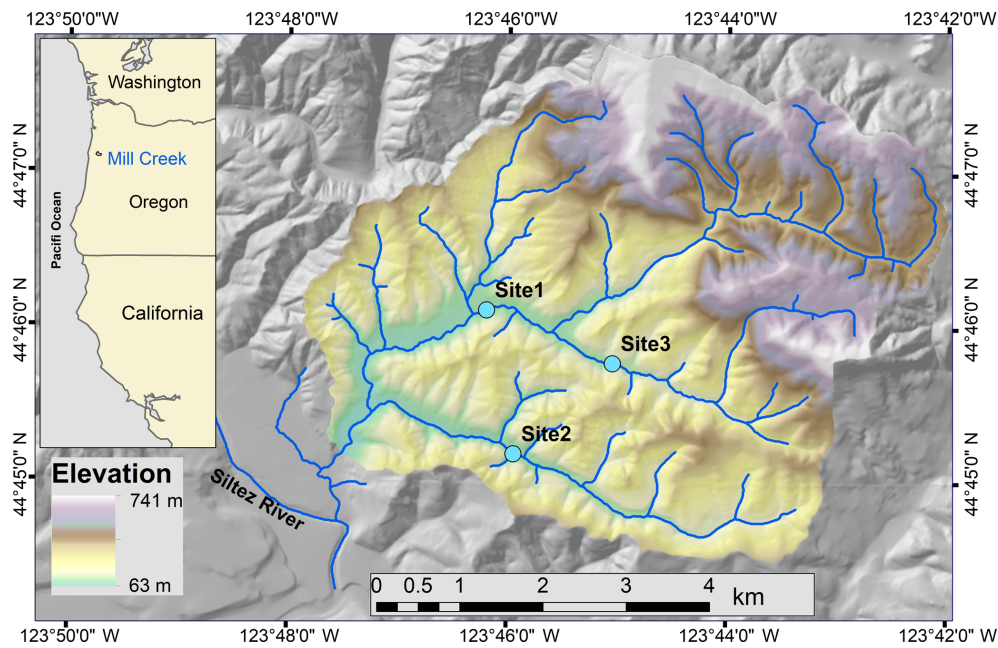 123°50'0" W 123°48'0" W 123°46'0" W 123°44'0" W 123°42'0" W
44°47'0" N
44°46'0" N
44°45'0" N
Washington
Mill Creek
Oregon
Pacifi Ocean
California
Site1
Site3
Site2
Siltez River
Elevation
741 m
63 m
0 0.5 1 2 3 4
km
44°47'0" N
44°46'0" N
44°45'0" N
123°50'0" W 123°48'0" W 123°46'0" W 123°44'0" W 123°42'0" W